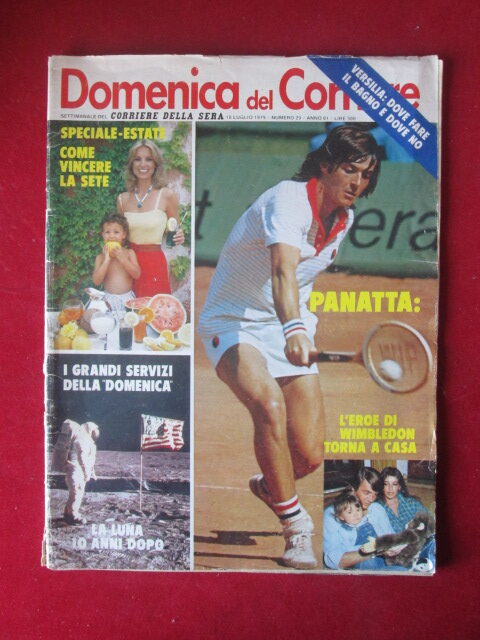 Domenica del Corriere
SETTIMANALE DEL CORRIERE DELLA SERA
VERSILIA: DOVE FARE
IL BAGNO E DOVE NO
SPECIALE-ESTATE
COME
VINCERE
LA SETE
PANATTA:
I GRANDI SERVIZI
DELLA "DOMENICA"
L'EROE DI
WIMBLEDON
TORNA A CASA
LA LUNA
10 ANNI DOPO